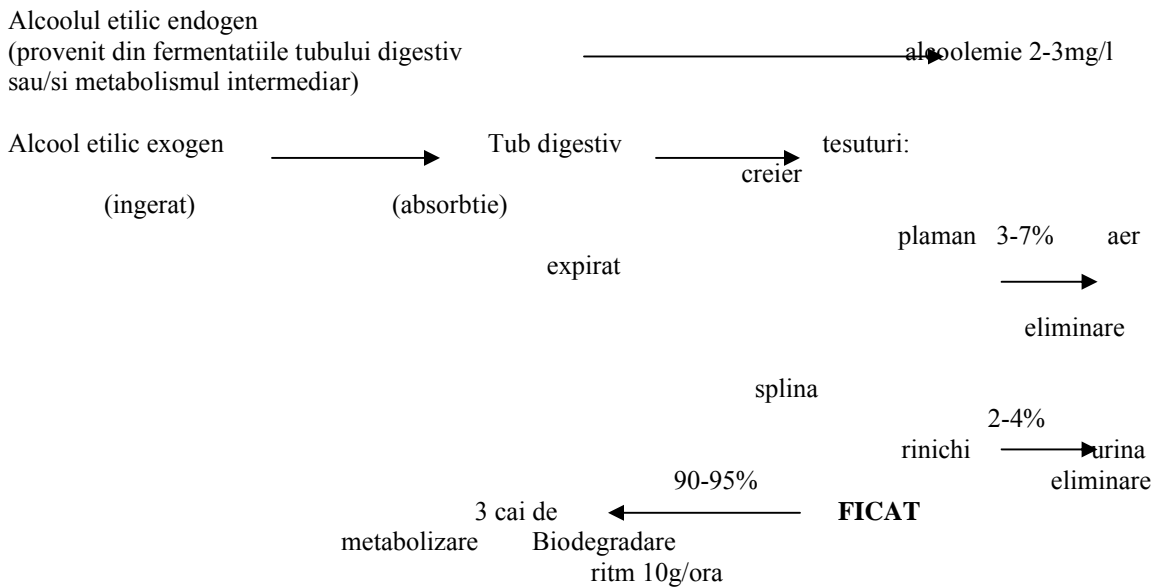 Alcoolul etilic endogen
(provenit din fermentatiile tubului digestiv alcoolemie 2-3mg/l
sau/si metabolismul intermediar)
Alcool etilic exogen Tub digestiv tesuturi:
creier
(ingerat) (absorbtie)
plaman 3-7% aer
expirat
eliminare
splina
2-4%
rinichi urina
eliminare
90-95%
3 cai de FICAT
metabolizare Biodegradare
ritm 10g/ora